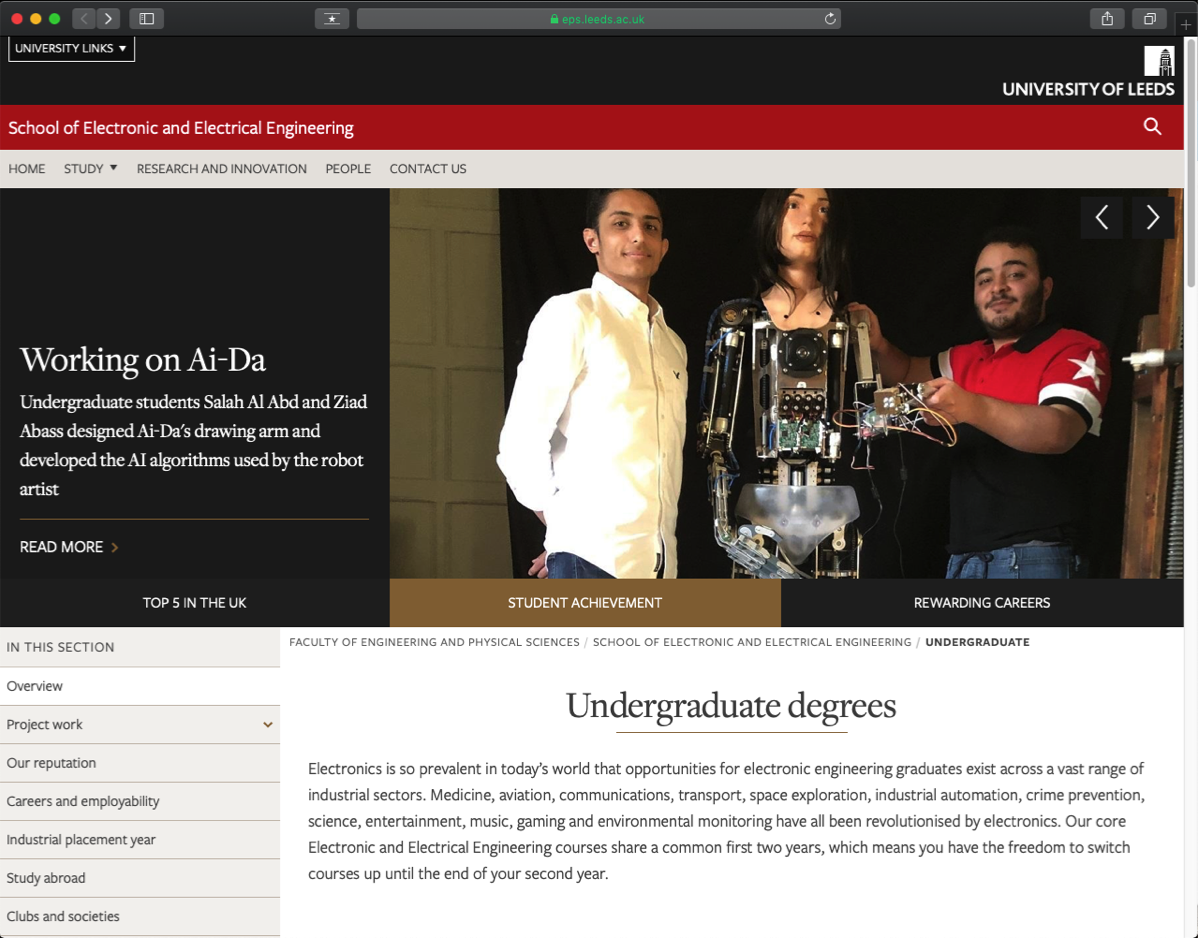 eps.leeds.ac.uk
UNIVERSITY LINKS
UNIVERSITY OF LEEDS
School of Electronic and Electrical Engineering
HOME STUDY RESEARCH AND INNOVATION PEOPLE CONTACT US
Working on Ai-Da
Undergraduate students Salah Al Abd and Ziad
Abass designed Ai-Da's drawing arm and
developed the AI algorithms used by the robot
artist
READ MORE
TOP 5 IN THE UK STUDENT ACHIEVEMENT REWARDING CAREERS
IN THIS SECTION
Overview
Project work
Our reputation
Careers and employability
Industrial placement year
Study abroad
Clubs and societies
FACULTY OF ENGINEERING AND PHYSICAL SCIENCES / SCHOOL OF ELECTRONIC AND ELECTRICAL ENGINEERING / UNDERGRADUATE
Undergraduate degrees
Electronics is so prevalent in today's world that opportunities for electronic engineering graduates exist across a vast range of
industrial sectors. Medicine, aviation, communications, transport, space exploration, industrial automation, crime prevention,
science, entertainment, music, gaming and environmental monitoring have all been revolutionised by electronics. Our core
Electronic and Electrical Engineering courses share a common first two years, which means you have the freedom to switch
courses up until the end of your second year.